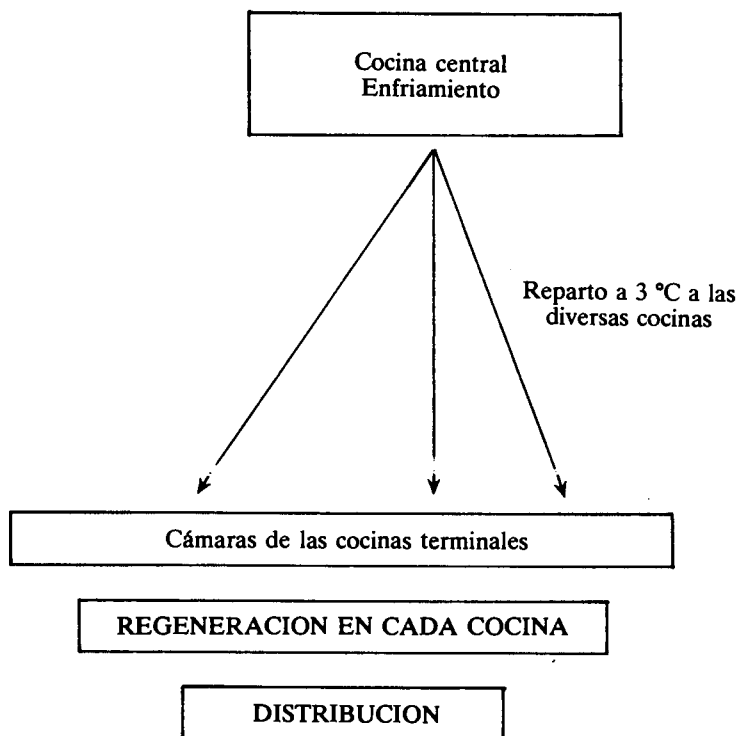 Cocina central
Enfriamiento
Reparto a 3 °C a las
diversas cocinas
Cámaras de las cocinas terminales
REGENERACION EN CADA COCINA
DISTRIBUCION